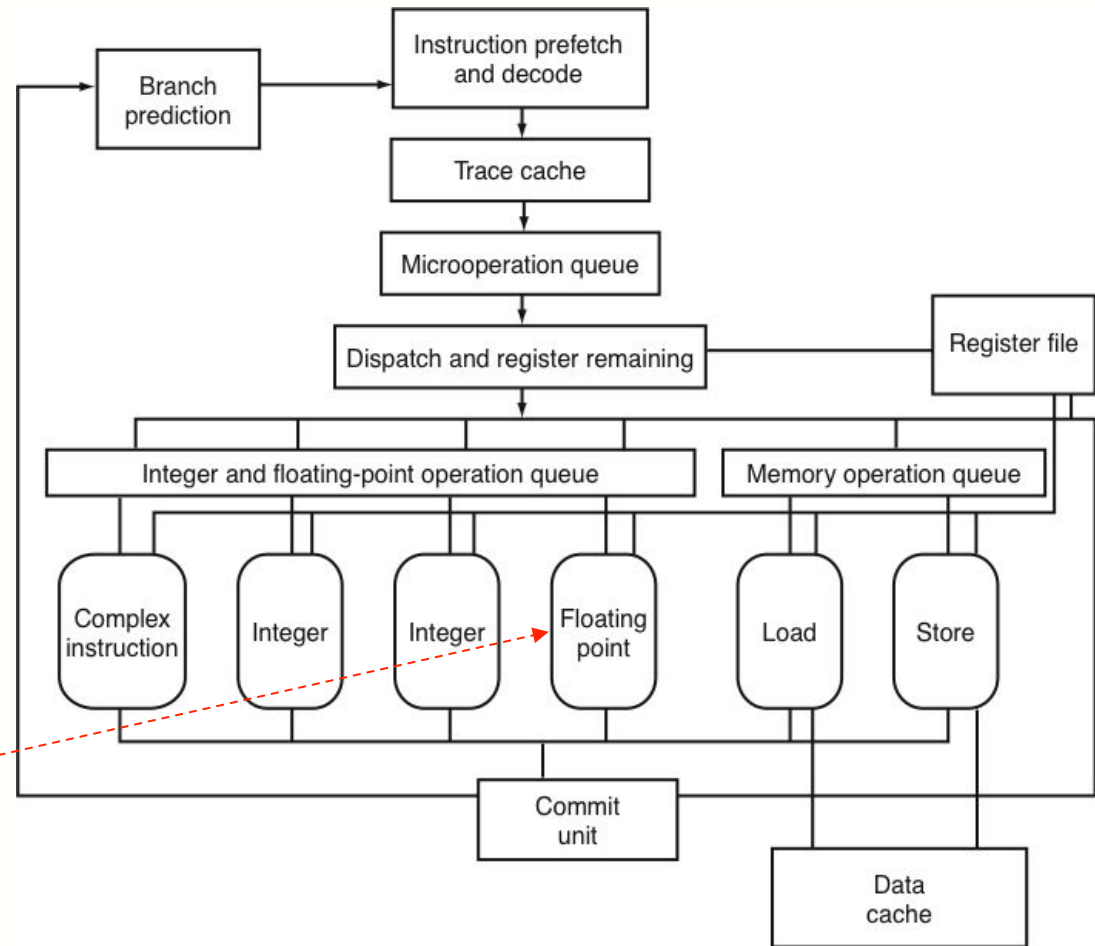 Instruction prefetch
and decode
Branch
prediction
Trace cache
Microoperation queue
Dispatch and register remaining
Register file
Integer and floating-point operation queue
Memory operation queue
Complex
instruction
Integer
Integer
Floating
point
Load
Store
Commit
unit
Data
cache